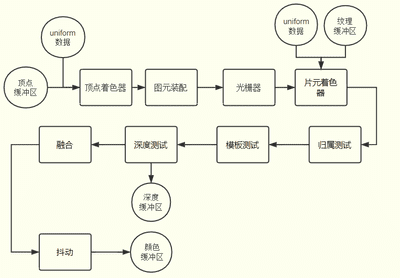 uniform
数据
uniform
数据
纹理
缓冲区
顶点
缓冲区
顶点着色器
图元装配
光栅器
片元着色
器
融合
深度测试
模板测试
归属测试
深度
缓冲区
抖动
颜色
缓冲区